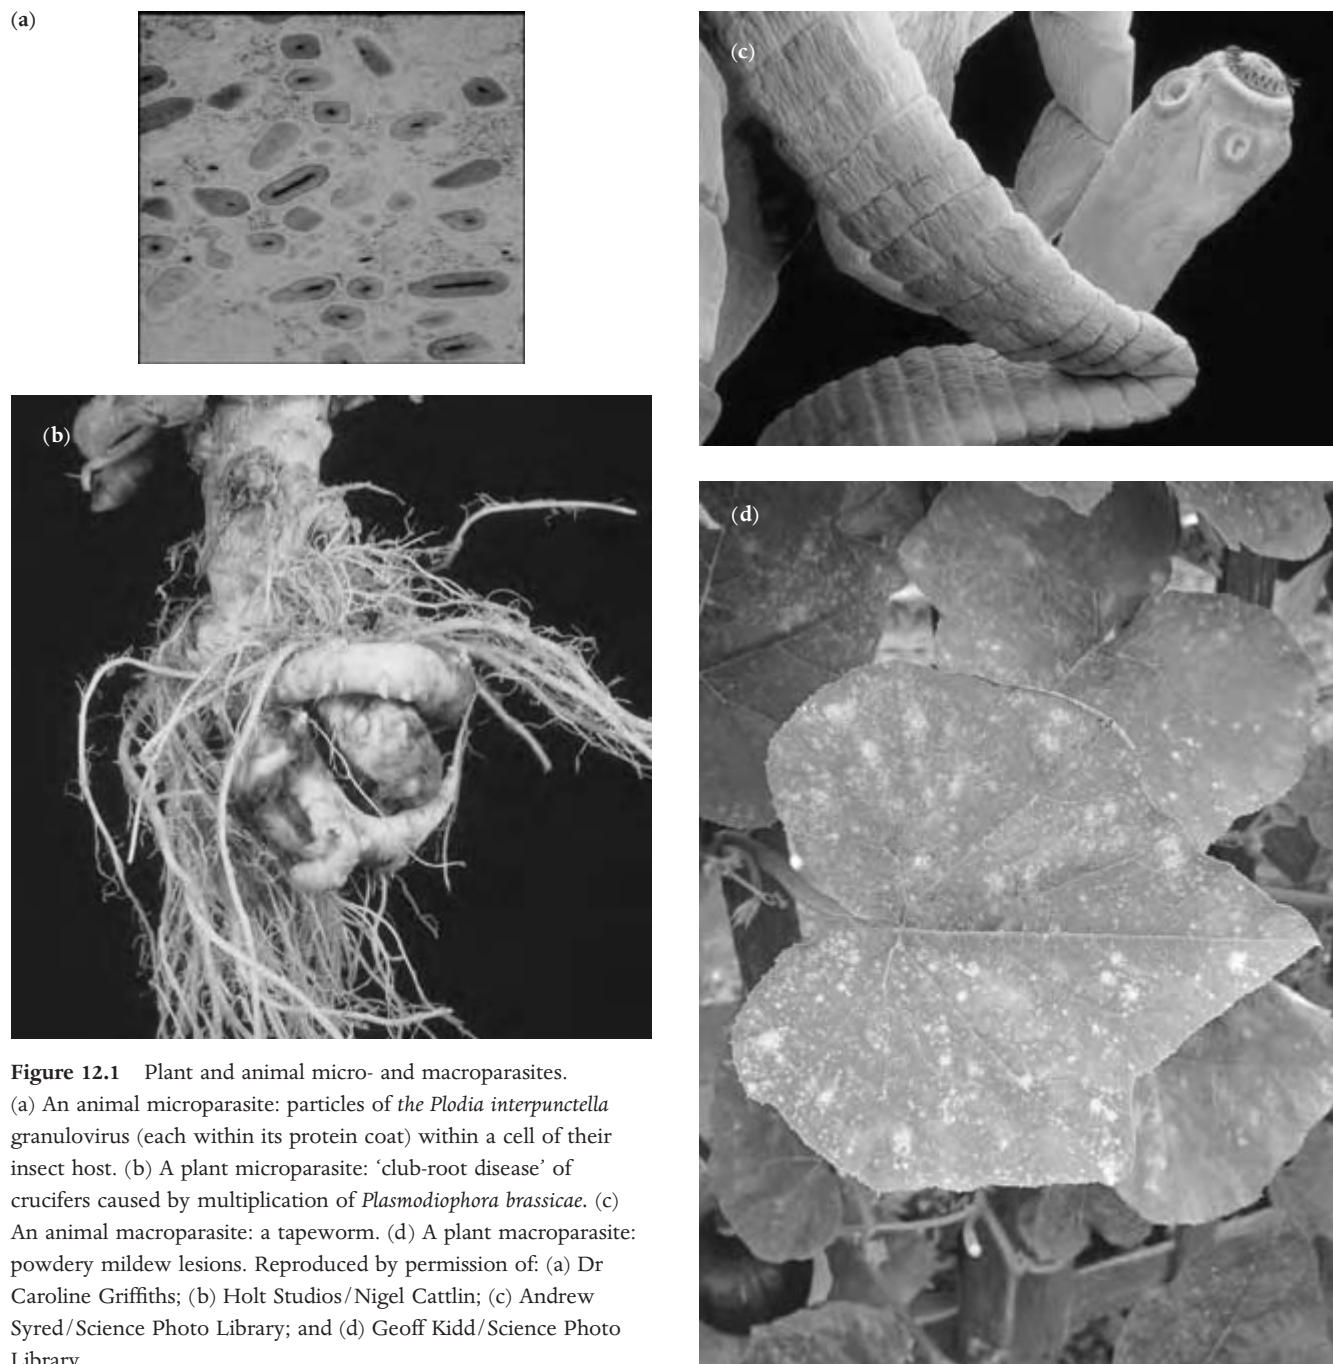 (a)
(c)
(b)
(d)
Figure 12.1 Plant and animal micro- and macroparasites.
(a) An animal microparasite: particles of the Plodia interpunctella
granulovirus (each within its protein coat) within a cell of their
insect host. (b) A plant microparasite: ‘club-root disease’ of
crucifers caused by multiplication of Plasmodiophora brassicae. (c)
An animal macroparasite: a tapeworm. (d) A plant macroparasite:
powdery mildew lesions. Reproduced by permission of: (a) Dr
Caroline Griffiths; (b) Holt Studios/Nigel Cattlin; (c) Andrew
Syred/Science Photo Library; and (d) Geoff Kidd/Science Photo
Library